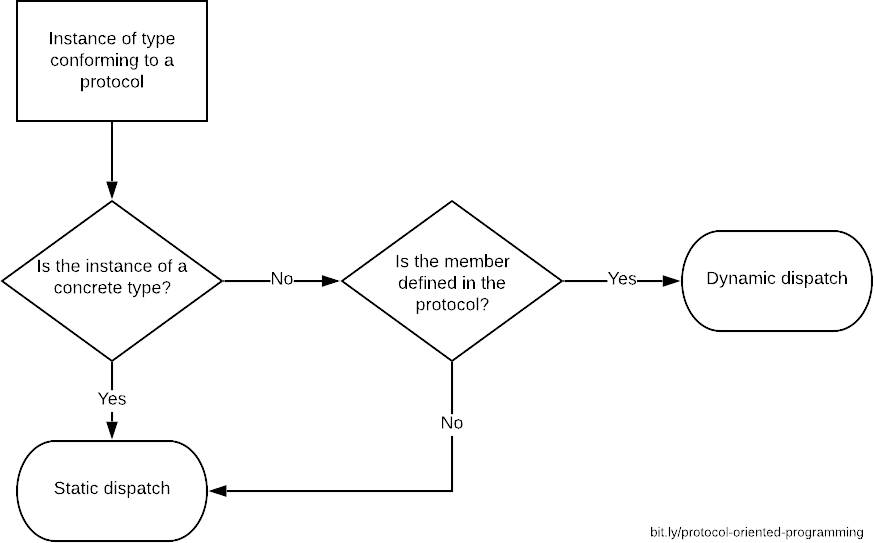 Instance of type
conforming to a
protocol
Is the instance of a
concrete type?
No
Is the member
defined in the
protocol?
Yes
Dynamic dispatch
Yes
No
Static dispatch
bit.ly/protocol-oriented-programming